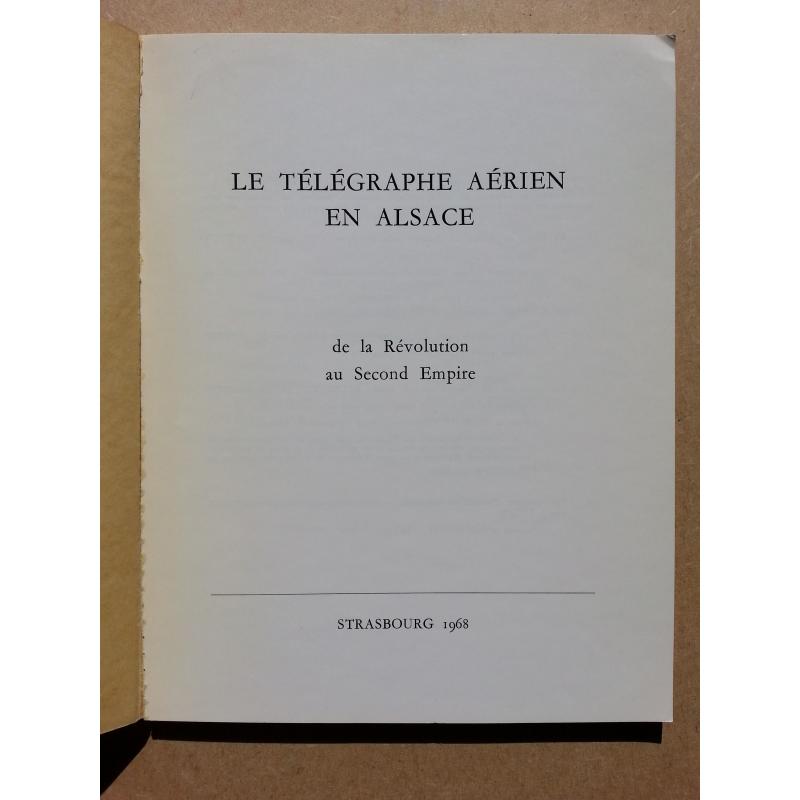 LE TÉLÉGRAPHE AÉRIEN
EN ALSACE
de la Révolution
au Second Empire
STRASBOURG 1968